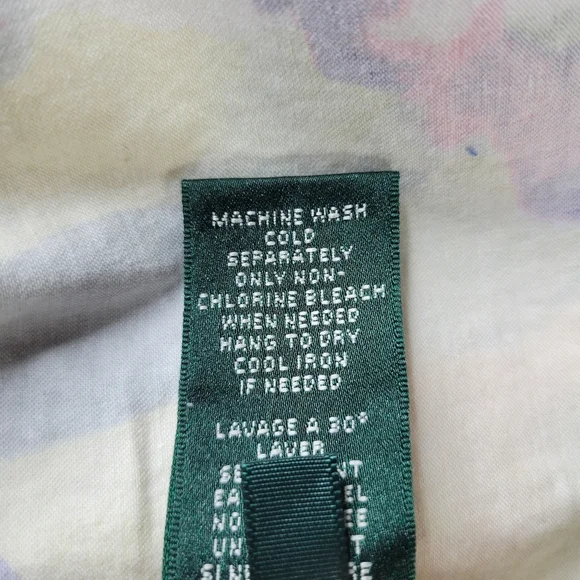 MACHINE WASH
COLD
SEPARATELY
ONLY NON-
CHLORINE BLEACH
WHEN NEEDED
HANG TO DRY
COOL IRON
IF NEEDED
LAVAGE A 30°
LAVER